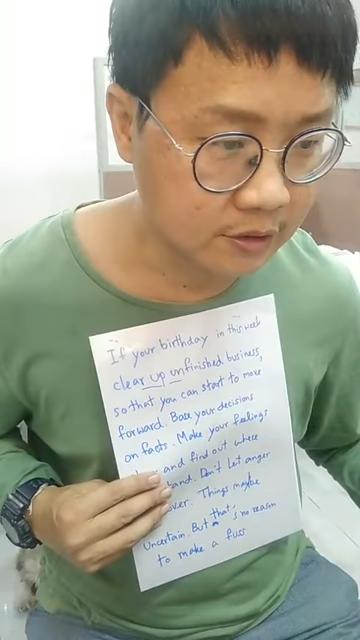 If your birthday in this week
clear up unfinished business,
so that you can start to move
forward. Base your decisions
on facts. Make your feelings
and find out where
Don't let anger
over. Things maybe
Uncertain. But that's no reason
to make a fuss